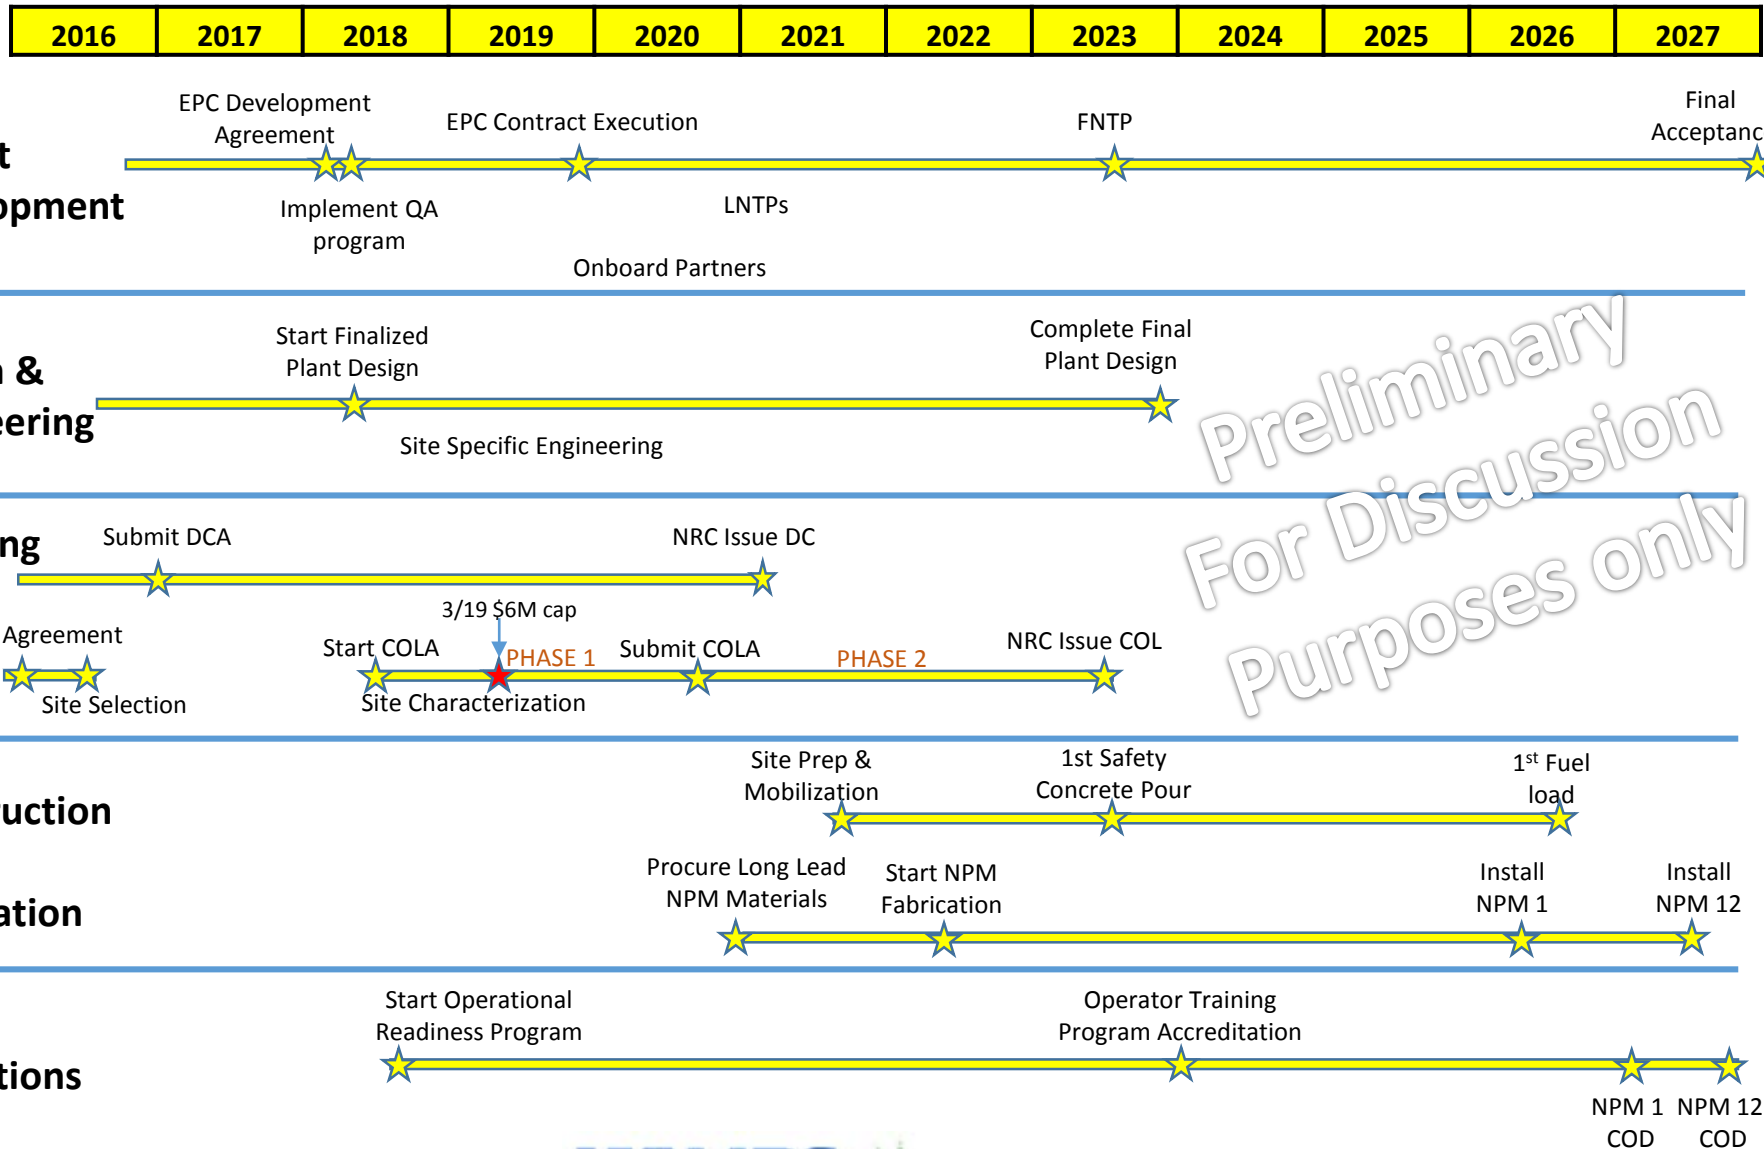 2016 2017 2018 2019 2020 2021 2022 2023 2024 2025 2026 2027
EPC Development
Agreement
EPC Contract Execution
FNTP
Final
Acceptanc
t
opment
Implement QA
program
LNTPs
Onboard Partners
Start Finalized
Plant Design
Complete Final
Plant Design
n &
eering
Site Specific Engineering
Preliminary
For Discussion
Purposes only
ng
Submit DCA
NRC Issue DC
3/19 $6M cap
Agreement
Start COLA
PHASE 1
Submit COLA
PHASE 2
NRC Issue COL
Site Selection
Site Characterization
Site Prep &
Mobilization
1st Safety
Concrete Pour
1st Fuel
load
ruction
Procure Long Lead
NPM Materials
Start NPM
Fabrication
Install
NPM 1
Install
NPM 12
ation
Start Operational
Readiness Program
Operator Training
Program Accreditation
tions
NPM 1
COD
NPM 12
COD